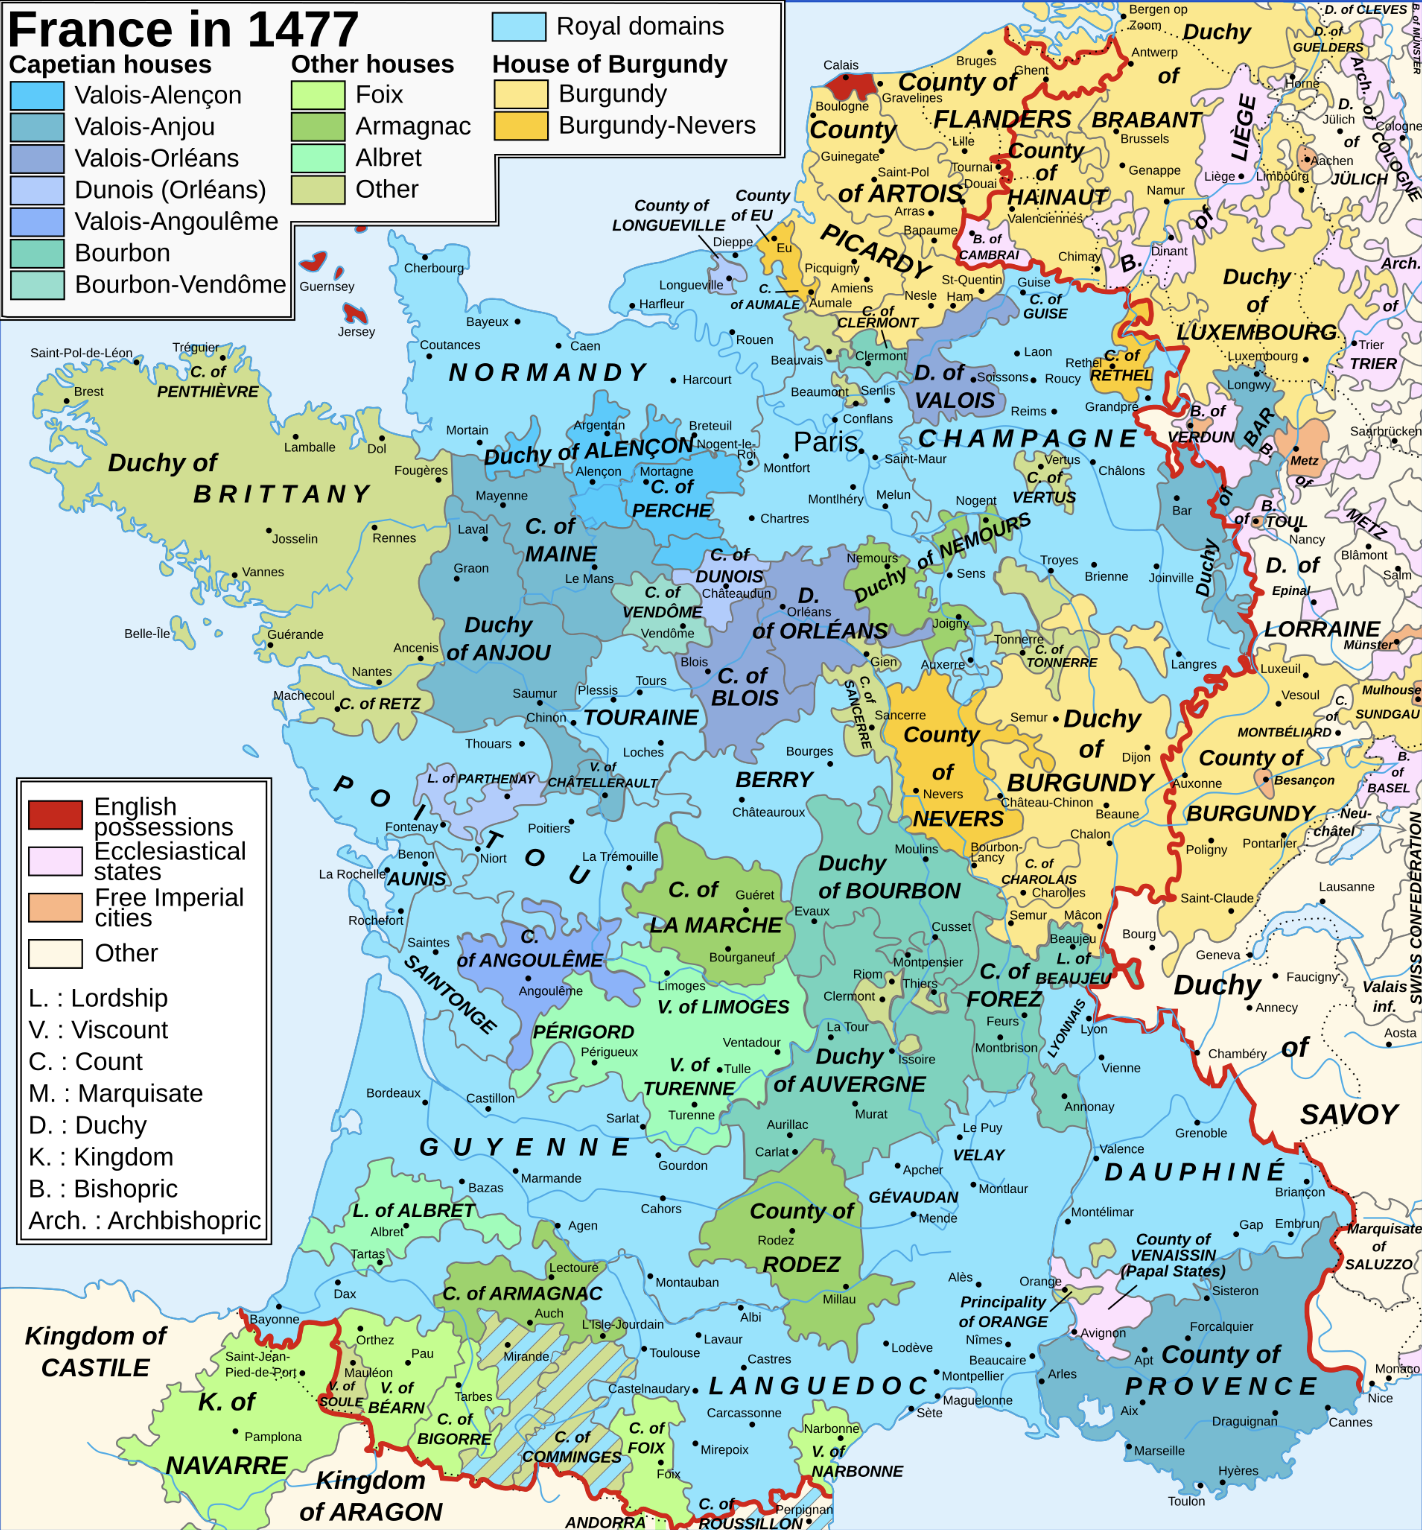 France in 1477
Capetian houses
Valois-Alençon
Valois-Anjou
Valois-Orléans
Dunois (Orléans)
Valois-Angoulême
Bourbon
Bourbon-Vendôme
Other houses
Foix
Armagnac
Albret
Other
Royal domains
House of Burgundy
Burgundy
Burgundy-Nevers
Bergen op
Zoom
Duchy
of
BRABANT
D. of CLEVES
B. of MÜNSTER
D. of
GUELDERS
Arch. of
COLOGNE
Antwerp
Bruges
Ghent
Calais
Gravelines
Boulogne
County of
FLANDERS
Horne
D.
Jülich
of
JÜLICH
Cologne
LIÈGE
County
of ARTOIS
Guinegate
Saint-Pol
Lille
Tournai
Douai
Arras
Bapaume
Brussels
Genappe
Liège
Limbourg
Aachen
County
of
HAINAUT
Valenciennes
Namur
Dinant
B.
of
B. of
CAMBRAI
Chimay
Arch.
of
TRIER
Trier
County
of EU
County of
LONGUEVILLE
Dieppe
Eu
Longueville
PICARDY
Picquigny
Amiens
C.
of AUMALE
Aumale
Nesle
Ham
St-Quentin
Guise
C. of
GUISE
C. of
CLERMONT
Clermont
Beauvais
Duchy
of
LUXEMBOURG
Luxembourg
Cherbourg
Guernsey
Jersey
Harfleur
Bayeux
Caen
Coutances
Rouen
Harcourt
NORMANDY
Saint-Pol-de-Léon
Tréguier
C. of
PENTHIÈVRE
Brest
Lamballe
Dol
Fougères
Duchy of
BRITTANY
Josselin
Rennes
Vannes
Belle-Île
Guérande
Ancenis
Nantes
Machecoul
C. of RETZ
Mortain
Argentan
Breteuil
Nogent-le-
Roi
Duchy of ALENÇON
Alençon
Mortagne
C. of
PERCHE
Mayenne
Laval
Graon
C. of
MAINE
Le Mans
Duchy
of ANJOU
Saumur
Beaumont
Senlis
Conflans
Paris
Saint-Maur
Montfort
Montlhéry
Melun
Chartres
D. of
VALOIS
Soissons
Laon
Roucy
Reims
Rethel
C. of
RETHEL
Grandpré
CHAMPAGNE
Vertus
C. of
VERTUS
Châlons
B. of
VERDUN
Longwy
BAR
B.
of
METZ
Metz
Saarbrücken
Bar
Duchy
of
B.
of
TOUL
Nancy
D. of
LORRAINE
Epinal
Blâmont
Salm
Münster
Nogent
Nemours
Duchy of NEMOURS
Sens
Troyes
Brienne
Joinville
Joigny
Tonnerre
C. of
TONNERRE
Auxerre
Langres
C. of
DUNOIS
Châteaudun
C. of
VENDÔME
Vendôme
D.
Orléans
of ORLÉANS
Blois
C. of
BLOIS
Gien
C. of
SANCERRE
Sancerre
Plessis
Tours
Chinon
TOURAINE
Loches
Bourges
BERRY
Châteauroux
County
of
NEVERS
Nevers
Semur
Duchy
of
BURGUNDY
Dijon
Château-Chinon
Beaune
Chalon
Luxeuil
Vesoul
Mulhouse
SUNDGAU
C.
of
MONTBÉLIARD
County of
BURGUNDY
Auxonne
Besançon
B.
of
BASEL
Neu-
châtel
Poligny
Pontarlier
Saint-Claude
Lausanne
SWISS CONFEDERATION
Thouars
L. of PARTHENAY
V. of
CHÂTELLERAULT
POITOU
Fontenay
Poitiers
Niort
La Trémouille
Benon
La Rochelle
AUNIS
Rochefort
Saintes
SAINTONGE
C.
of ANGOULÊME
Angoulême
C. of
LA MARCHE
Guéret
Bourganeuf
Moulins
Bourbon-
Lancy
Duchy
of BOURBON
Evaux
Cusset
Montpensier
Riom
Thiers
Clermont
C. of
CHAROLAIS
Charolles
Semur
Mâcon
Beaujeu
L. of
BEAUJEU
Bourg
Geneva
Faucigny
Annecy
Valais
inf.
Aosta
Duchy
of
SAVOY
Chambéry
C. of
FOREZ
Feurs
Montbrison
LYONNAIS
Lyon
Vienne
Annonay
Limoges
V. of LIMOGES
PÉRIGORD
Périgueux
Ventadour
V. of
TURENNE
Tulle
Turenne
La Tour
Issoire
Duchy
of AUVERGNE
Murat
Aurillac
Carlat
English
possessions
Ecclesiastical
states
Free Imperial
cities
Other
L. : Lordship
V. : Viscount
C. : Count
M. : Marquisate
D. : Duchy
K. : Kingdom
B. : Bishopric
Arch. : Archbishopric
Bordeaux
Castillon
Sarlat
GUYENNE
Gourdon
Marmande
Bazas
L. of ALBRET
Albret
Tartas
Agen
Cahors
Le Puy
VELAY
Apcher
GÉVAUDAN
Montlaur
Mende
Valence
Grenoble
DAUPHINÉ
Briançon
Montélimar
Gap
Embrun
Marquisate
of
SALUZZO
County of
RODEZ
Rodez
Millau
Dax
Lectoure
C. of ARMAGNAC
Auch
Montauban
Albi
Alès
County of
VENAISSIN
(Papal States)
Orange
Principality
of ORANGE
Sisteron
Avignon
Forcalquier
Nîmes
Beaucaire
Apt
County of
PROVENCE
Arles
Aix
Draguignan
Marseille
Hyères
Toulon
Cannes
Nice
Monaco
Kingdom of
CASTILE
Bayonne
Saint-Jean-
Pied-de-Port
Orthez
Pau
Mauléon
V. of
SOULE
V. of
BÉARN
Tarbes
C. of
BIGORRE
K. of
NAVARRE
Pamplona
Kingdom
of ARAGON
Mirande
L'Isle-Jourdain
Toulouse
Lavaur
Castres
Castelnaudary
LANGUEDOC
Lodève
Montpellier
Maguelonne
Sète
Carcassonne
Mirepoix
C. of
COMMINGES
C. of
FOIX
Foix
Narbonne
V. of
NARBONNE
C. of
ROUSSILLON
Perpignan
ANDORRA